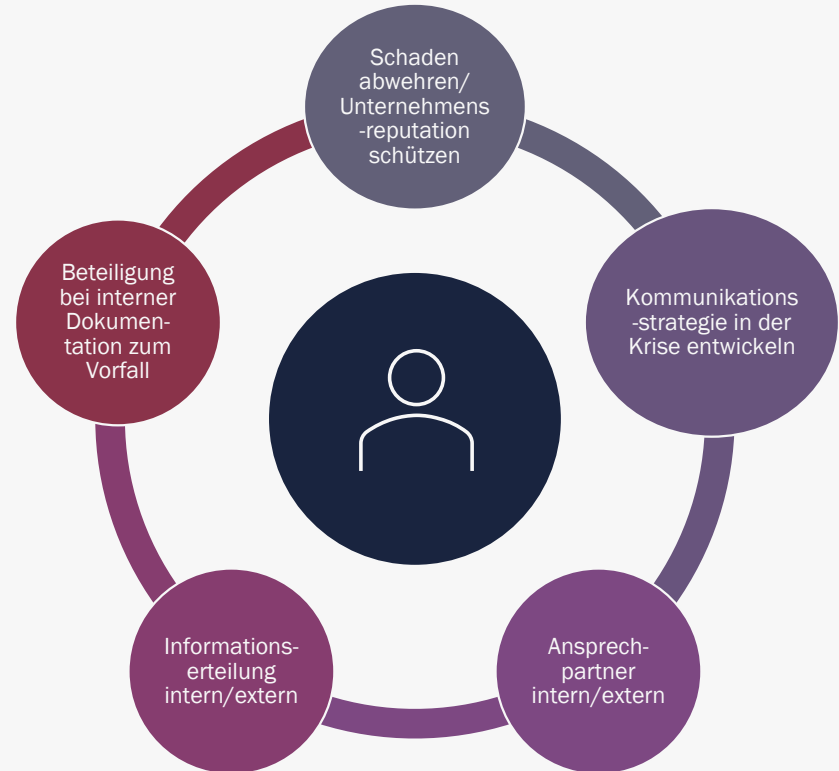 Schaden
abwehren/
Unternehmens
-reputation
schützen
Kommunikations
-strategie in der
Krise entwickeln
Ansprech-
partner
intern/extern
Informations-
erteilung
intern/extern
Beteiligung
bei interner
Dokumen-
tation zum
Vorfall